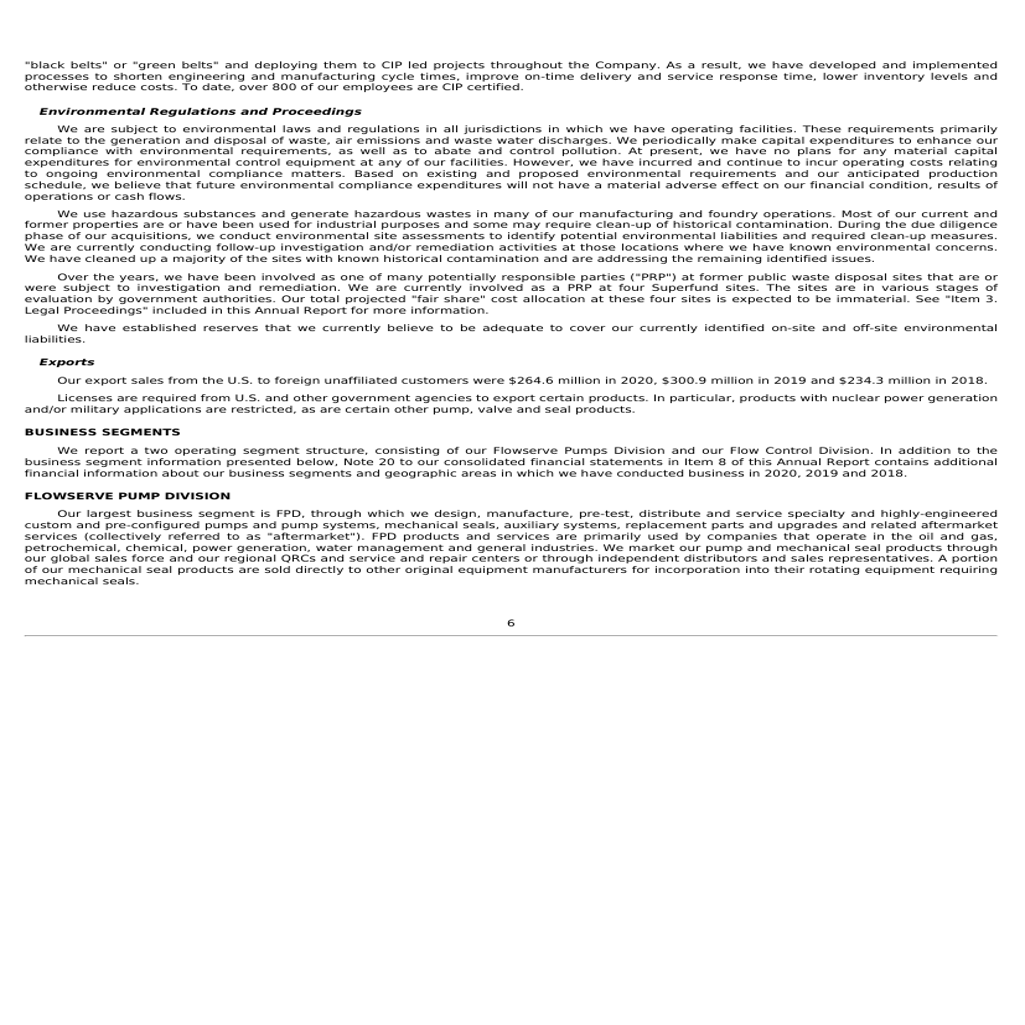 "black belts" or "green belts" and deploying them to CIP led projects throughout the Company. As a result, we have developed and implemented
processes to shorten engineering and manufacturing cycle times, improve on-time delivery and service response time, lower inventory levels and
otherwise reduce costs. To date, over 800 of our employees are CIP certified.
Environmental Regulations and Proceedings
We are subject to environmental laws and regulations in all jurisdictions in which we have operating facilities. These requirements primarily
relate to the generation and disposal of waste, air emissions and waste water discharges. We periodically make capital expenditures to enhance our
compliance with environmental requirements, as well as to abate and control pollution. At present, we have no plans for any material capital
expenditures for environmental control equipment at any of our facilities. However, we have incurred and continue to incur operating costs relating
to ongoing environmental compliance matters. Based on existing and proposed environmental requirements and our anticipated production
schedule, we believe that future environmental compliance expenditures will not have a material adverse effect on our financial condition, results of
operations or cash flows.
We use hazardous substances and generate hazardous wastes in many of our manufacturing and foundry operations. Most of our current and
former properties are or have been used for industrial purposes and some may require clean-up of historical contamination. During the due diligence
phase of our acquisitions, we conduct environmental site assessments to identify potential environmental liabilities and required clean-up measures.
We are currently conducting follow-up investigation and/or remediation activities at those locations where we have known environmental concerns.
We have cleaned up a majority of the sites with known historical contamination and are addressing the remaining identified issues.
Over the years, we have been involved as one of many potentially responsible parties ("PRP") at former public waste disposal sites that are or
were subject to investigation and remediation. We are currently involved as a PRP at four Superfund sites. The sites are in various stages of
evaluation by government authorities. Our total projected "fair share" cost allocation at these four sites is expected to be immaterial. See "Item 3.
Legal Proceedings" included in this Annual Report for more information.
We have established reserves that we currently believe to be adequate to cover our currently identified on-site and off-site environmental
liabilities.
Exports
Our export sales from the U.S. to foreign unaffiliated customers were $264.6 million in 2020, $300.9 million in 2019 and $234.3 million in 2018.
Licenses are required from U.S. and other government agencies to export certain products. In particular, products with nuclear power generation
and/or military applications are restricted, as are certain other pump, valve and seal products.
BUSINESS SEGMENTS
We report a two operating segment structure, consisting of our Flowserve Pumps Division and our Flow Control Division. In addition to the
business segment information presented below, Note 20 to our consolidated financial statements in Item 8 of this Annual Report contains additional
financial information about our business segments and geographic areas in which we have conducted business in 2020, 2019 and 2018.
FLOWSERVE PUMP DIVISION
Our largest business segment is FPD, through which we design, manufacture, pre-test, distribute and service specialty and highly-engineered
custom and pre-configured pumps and pump systems, mechanical seals, auxiliary systems, replacement parts and upgrades and related aftermarket
services (collectively referred to as "aftermarket"). FPD products and services are primarily used by companies that operate in the oil and gas,
petrochemical, chemical, power generation, water management and general industries. We market our pump and mechanical seal products through
our global sales force and our regional QRCs and service and repair centers or through independent distributors and sales representatives. A portion
of our mechanical seal products are sold directly to other original equipment manufacturers for incorporation into their rotating equipment requiring
mechanical seals.
6